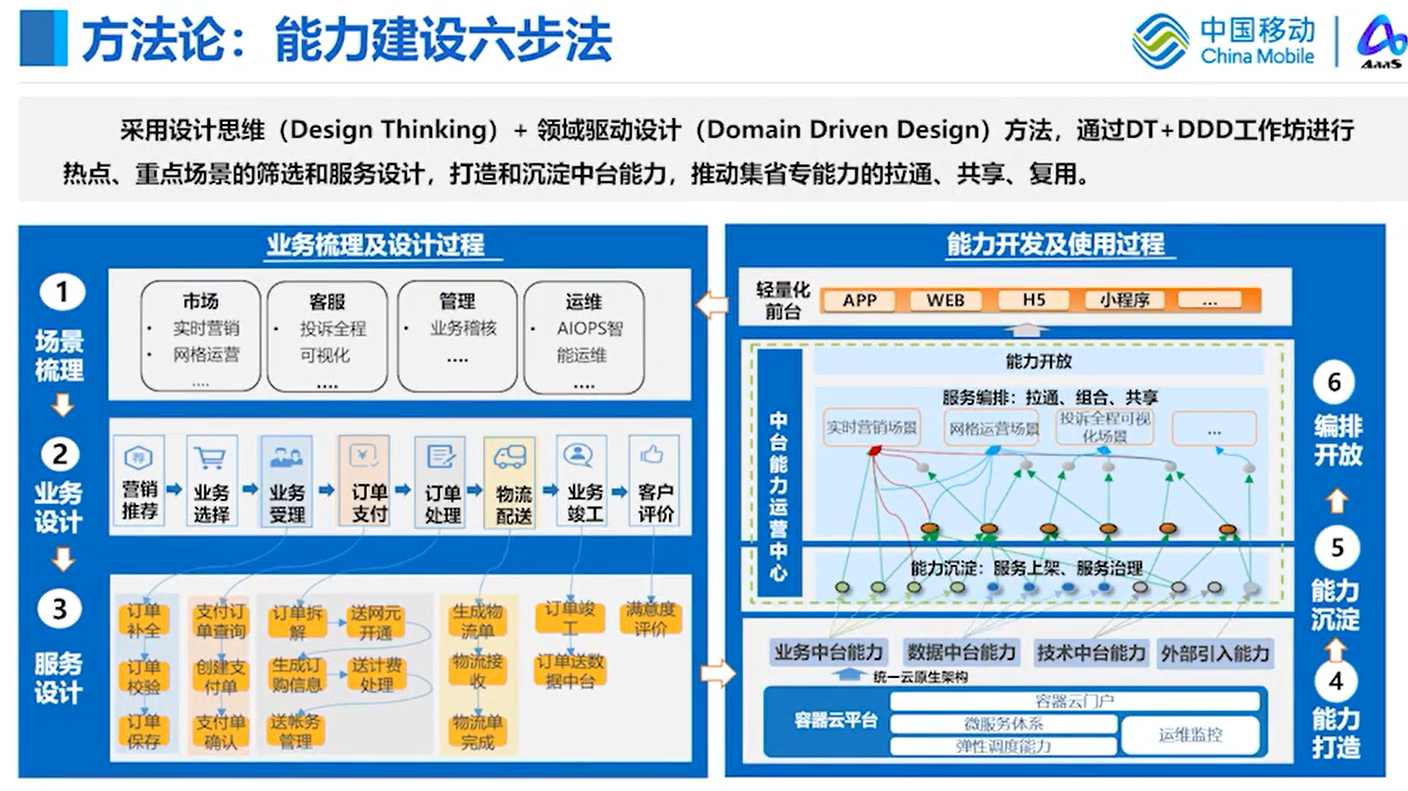 方法论：能力建设六步法
中国移动
China Mobile
AaaS
采用设计思维（Design Thinking）+ 领域驱动设计（Domain Driven Design）方法，通过DT+DDD工作坊进行
热点、重点场景的筛选和服务设计，打造和沉淀中台能力，推动集省专能力的拉通、共享、复用。
业务梳理及设计过程
1
场景
梳理
市场
• 实时营销
• 网格运营
....
客服
• 投诉全程
可视化
....
管理
• 业务稽核
....
运维
• AIOPS智
能运维
....
2
业务
设计
荐
营销
推荐
业务
选择
业务
受理
¥
订单
支付
订单
处理
物流
配送
业务
竣工
客户
评价
3
服务
设计
订单
补全
订单
校验
订单
保存
支付订
单查询
创建支
付单
支付单
确认
订单拆
解
送网元
开通
生成订
购信息
送计费
处理
送帐务
管理
生成物
流单
物流接
收
物流单
完成
订单竣
工
订单送数
据中台
满意度
评价
能力开发及使用过程
轻量化
前台
APP
WEB
H5
小程序
...
中台能力运营中心
能力开放
服务编排：拉通、组合、共享
实时营销场景
网格运营场景
投诉全程可视
化场景
...
能力沉淀：服务上架、服务治理
业务中台能力
数据中台能力
技术中台能力
外部引入能力
统一云原生架构
容器云平台
容器云门户
微服务体系
弹性调度能力
运维监控
6
编排
开放
5
能力
沉淀
4
能力
打造